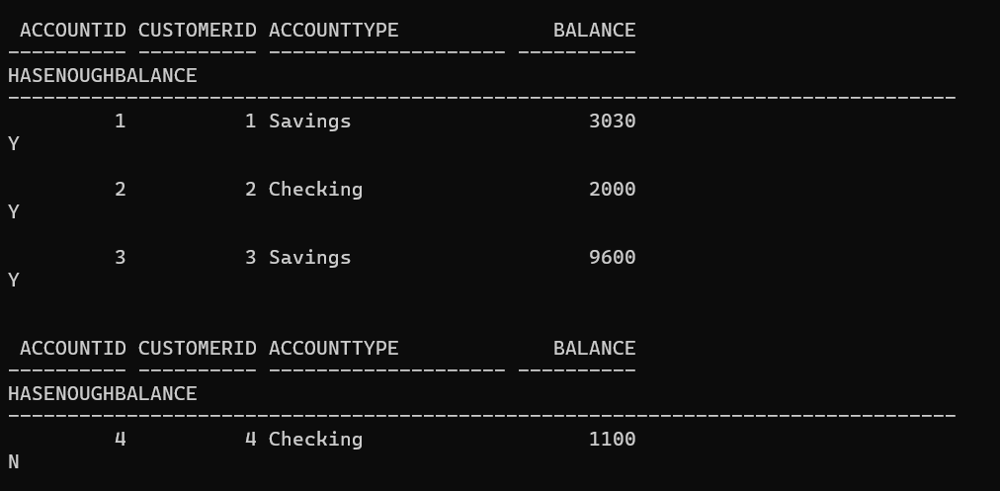 ACCOUNTID CUSTOMERID ACCOUNTTYPE             BALANCE
---------- ---------- -------------------- ----------
HASENOUGHBALANCE
--------------------------------------------------------------------------------
         1          1 Savings                    3030
Y
         2          2 Checking                   2000
Y
         3          3 Savings                    9600
Y
 ACCOUNTID CUSTOMERID ACCOUNTTYPE             BALANCE
---------- ---------- -------------------- ----------
HASENOUGHBALANCE
--------------------------------------------------------------------------------
         4          4 Checking                   1100
N